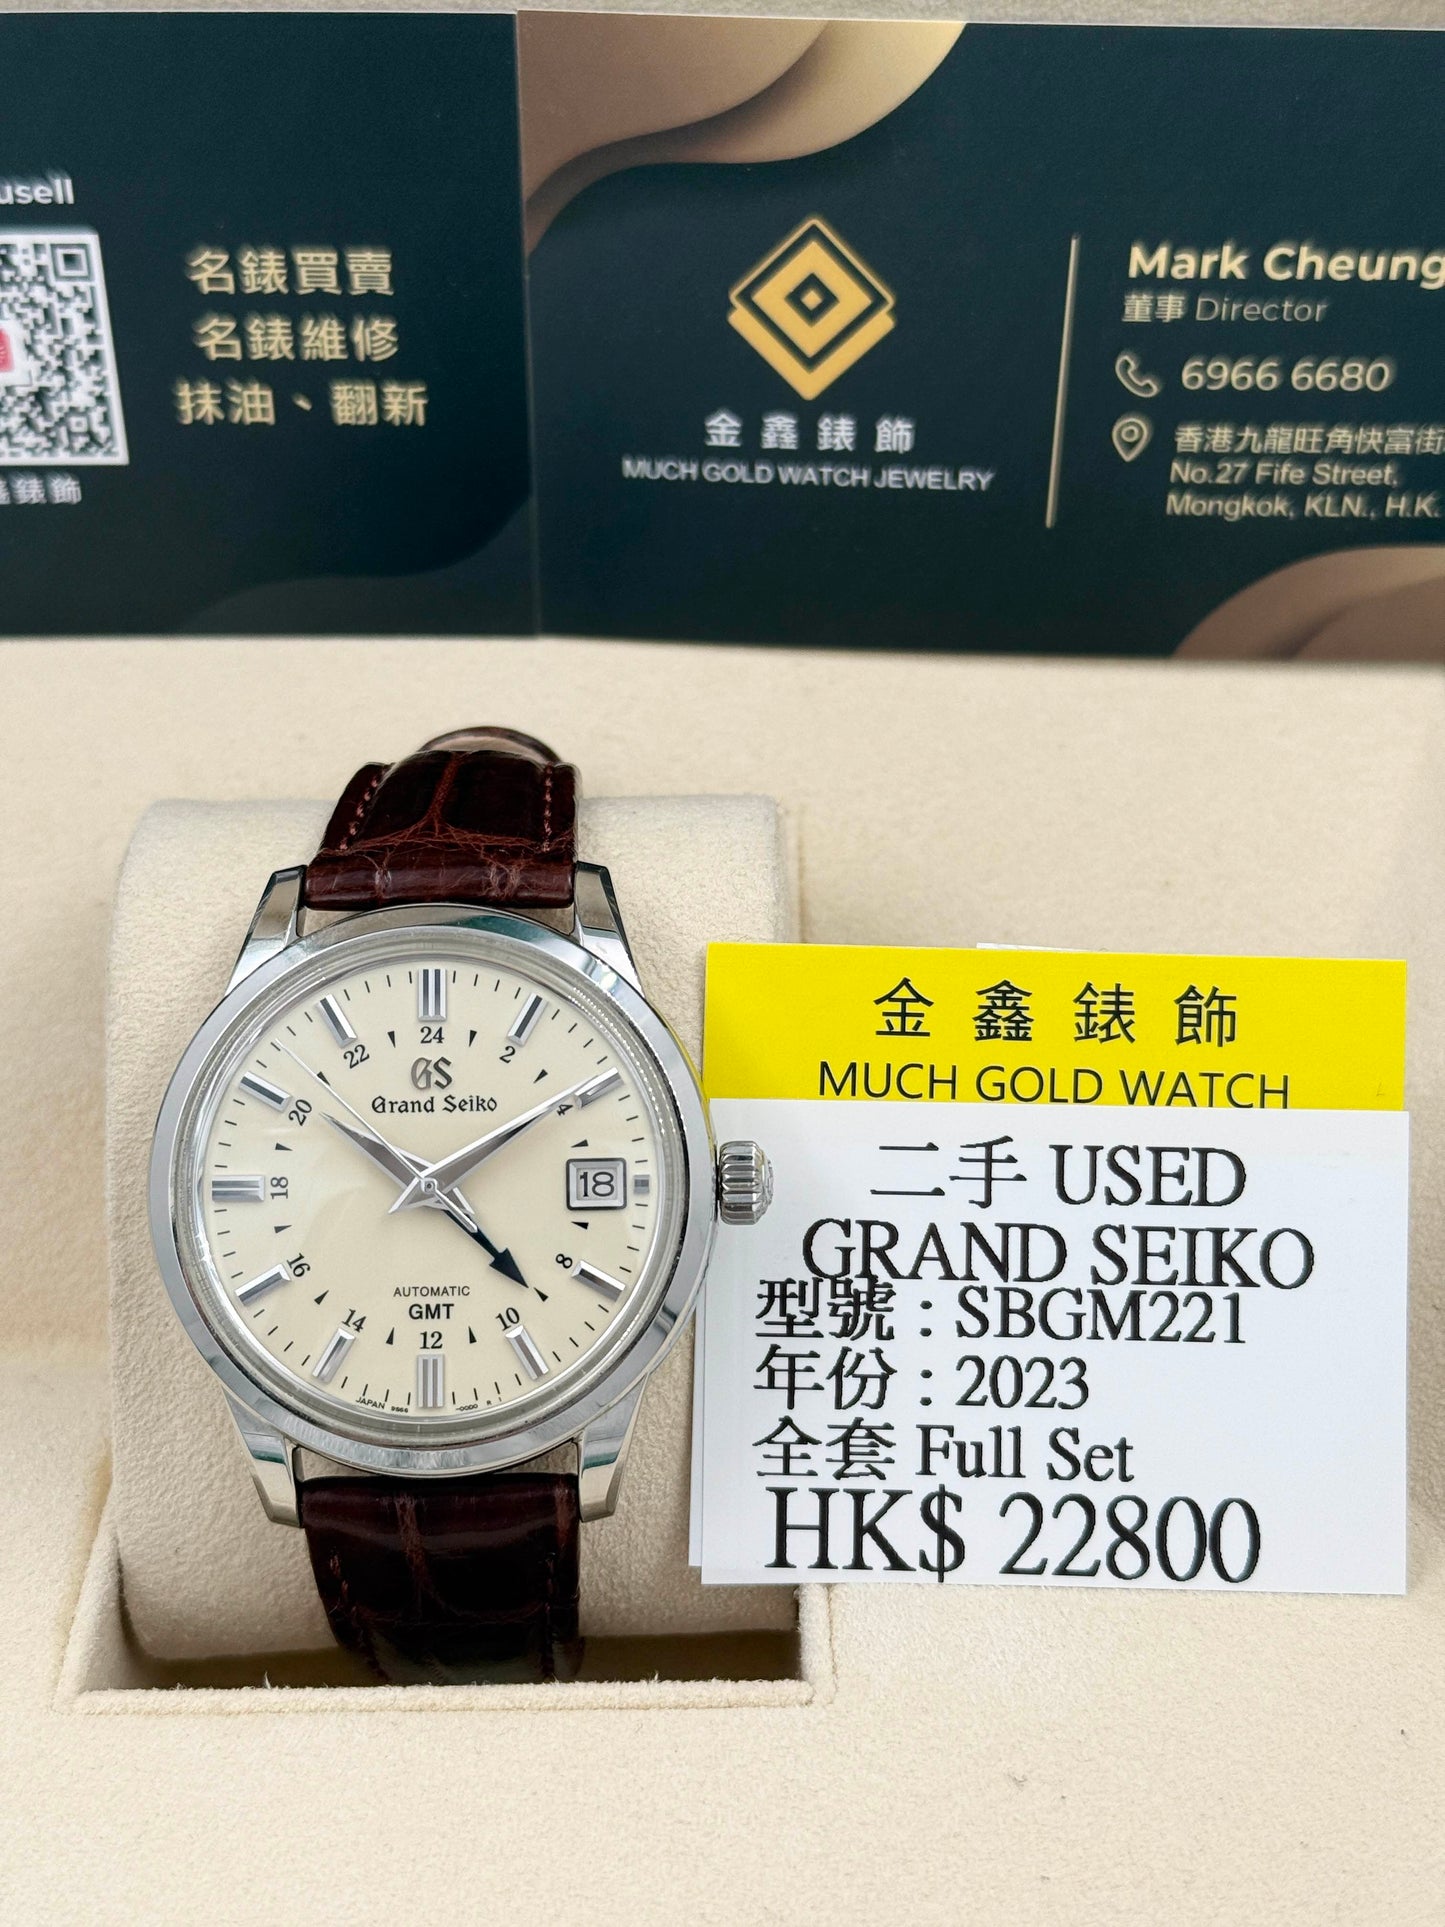 usell
名錶買賣
名錶維修
抹油、翻新
錶飾
金鑫錶飾
MUCH GOLD WATCH JEWELRY
Mark Cheung
董事 Director
6966 6680
香港九龍旺角快富街
No.27 Fife Street,
Mongkok, KLN., H.K.
24
2
4
18
8
10
12
14
16
18
20
22
GS
Grand Seiko
AUTOMATIC
GMT
JAPAN
金鑫錶飾
MUCH GOLD WATCH
二手 USED
GRAND SEIKO
型號 : SBGM221
年份 : 2023
全套 Full Set
HK$ 22800